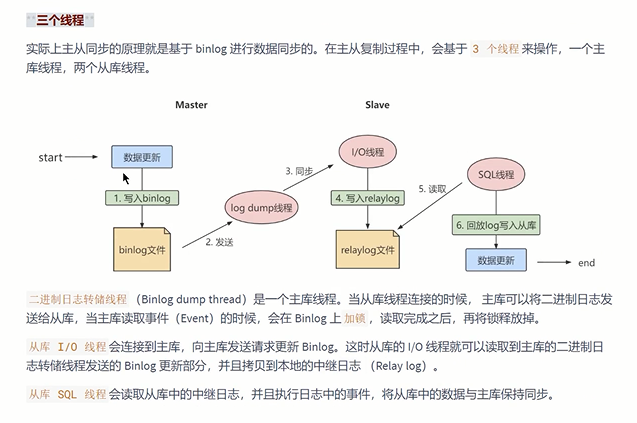 三个线程
实际上主从同步的原理就是基于 binlog 进行数据同步的。在主从复制过程中，会基于 3 个线程 来操作，一个主
库线程，两个从库线程。
Master
Slave
start
数据更新
1. 写入binlog
binlog文件
2. 发送
log dump线程
3. 同步
I/O线程
4. 写入relaylog
relaylog文件
5. 读取
SQL线程
6. 回放log写入从库
数据更新
end
二进制日志转储线程（Binlog dump thread）是一个主库线程。当从库线程连接的时候， 主库可以将二进制日志发
送给从库，当主库读取事件（Event）的时候，会在 Binlog 上 加锁 ，读取完成之后，再将锁释放掉。
从库 I/O 线程 会连接到主库，向主库发送请求更新 Binlog。这时从库的 I/O 线程就可以读取到主库的二进制日
志转储线程发送的 Binlog 更新部分，并且拷贝到本地的中继日志 （Relay log）。
从库 SQL 线程 会读取从库中的中继日志，并且执行日志中的事件，将从库中的数据与主库保持同步。